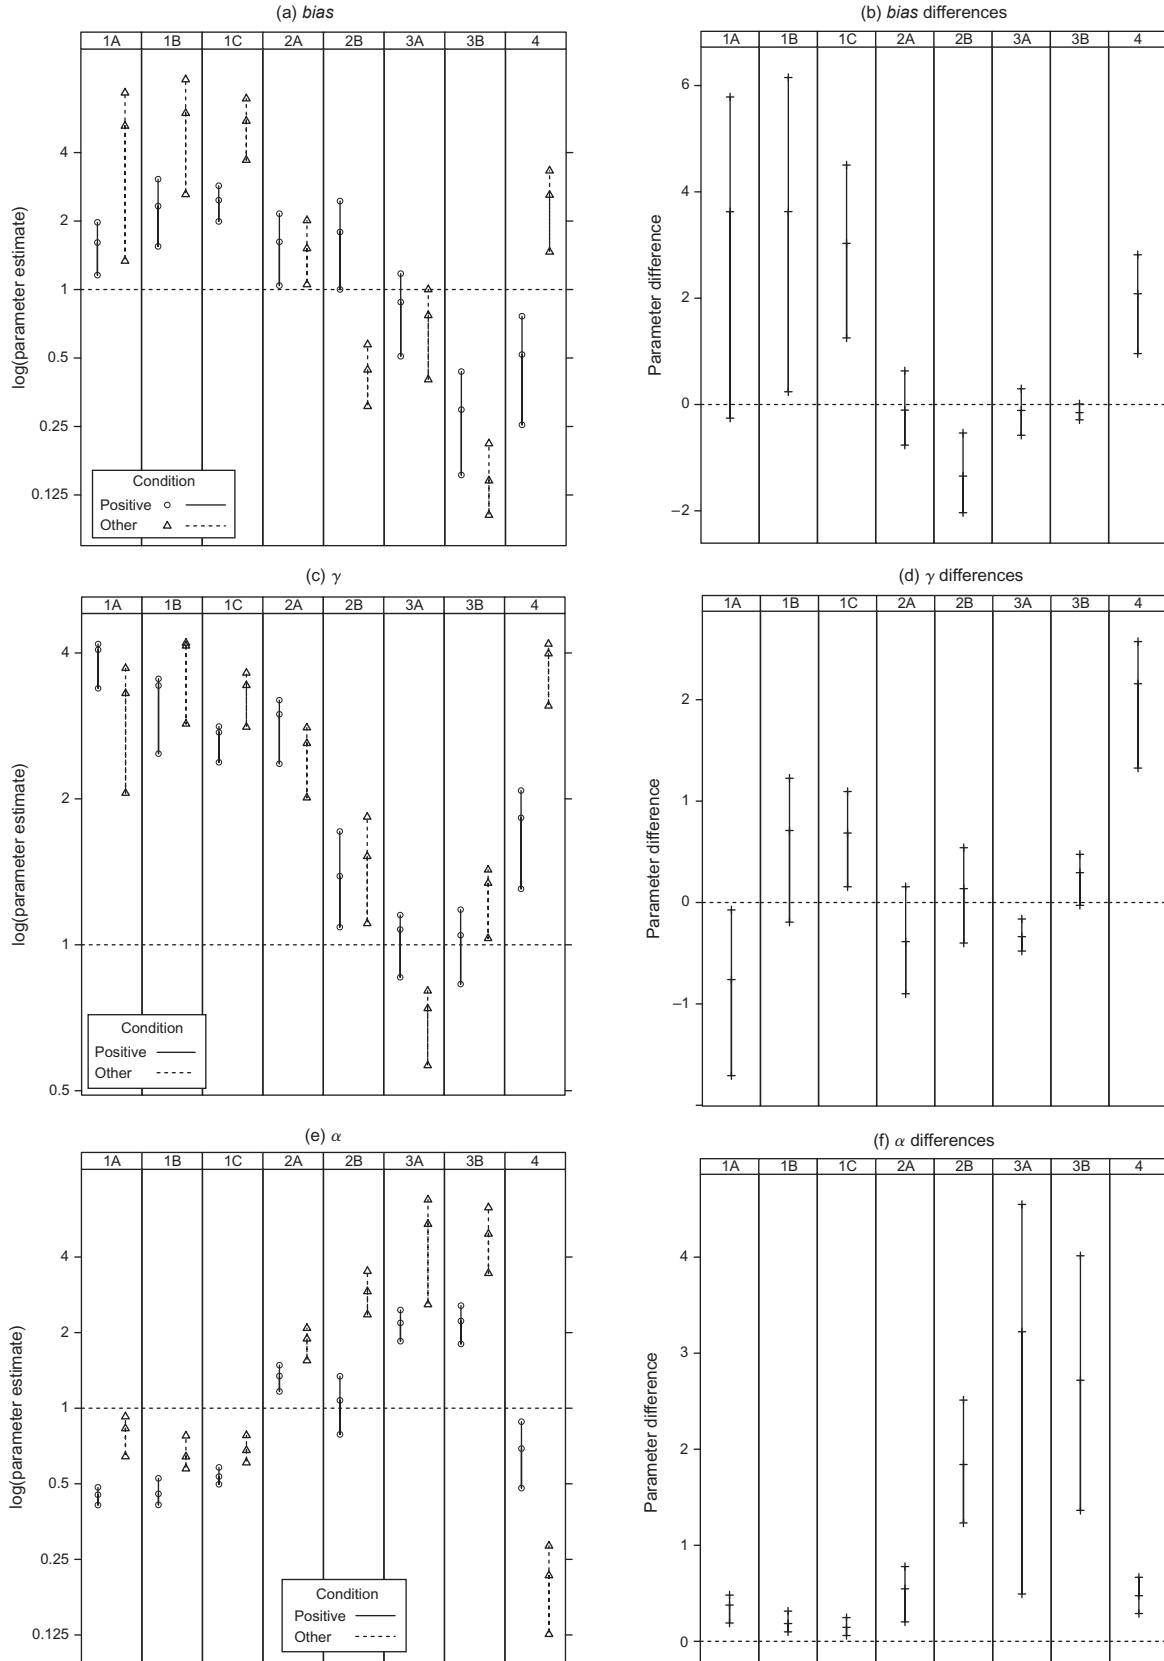 (a) bias
1A 1B 1C 2A 2B 3A 3B 4
log(parameter estimate)
4
2
1
0.5
0.25
0.125
Condition
Positive
Other
(b) bias differences
1A 1B 1C 2A 2B 3A 3B 4
Parameter difference
6
4
2
0
−2
(c) γ
1A 1B 1C 2A 2B 3A 3B 4
log(parameter estimate)
4
2
1
0.5
Condition
Positive
Other
(d) γ differences
1A 1B 1C 2A 2B 3A 3B 4
Parameter difference
2
1
0
−1
(e) α
1A 1B 1C 2A 2B 3A 3B 4
log(parameter estimate)
4
2
1
0.5
0.25
0.125
Condition
Positive
Other
(f) α differences
1A 1B 1C 2A 2B 3A 3B 4
Parameter difference
4
3
2
1
0